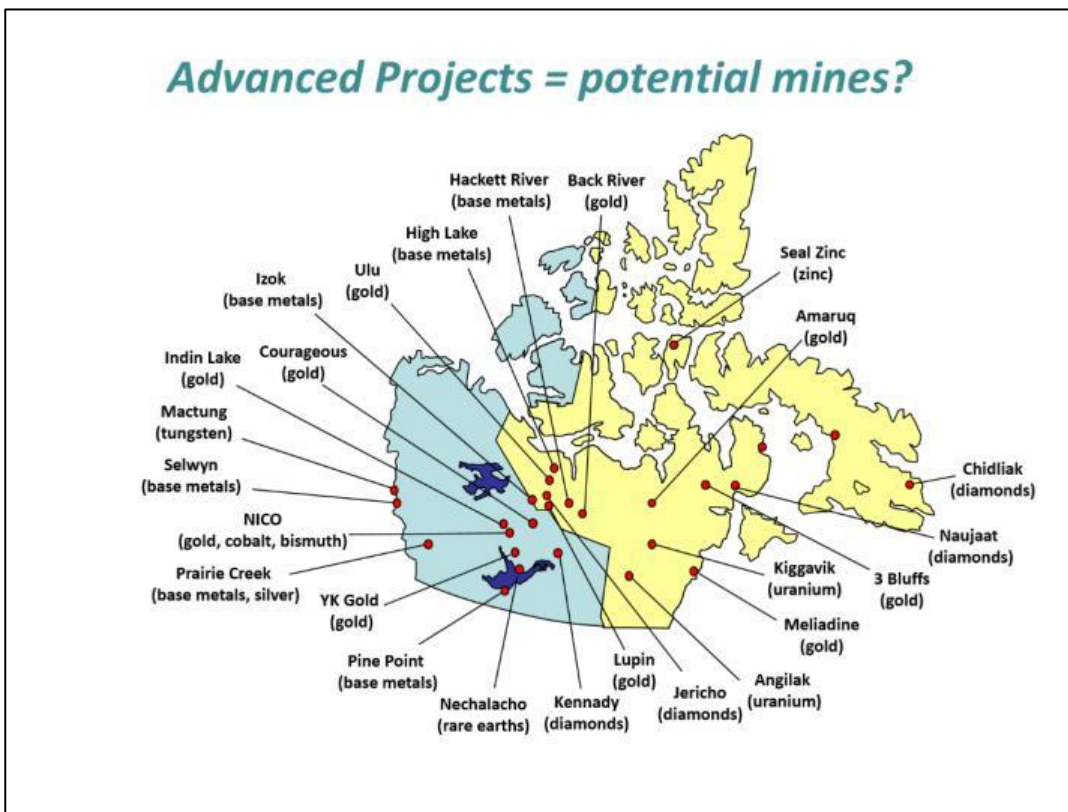 Advanced Projects = potential mines?
Hackett River
(base metals)
Back River
(gold)
High Lake
(base metals)
Seal Zinc
(zinc)
Ulu
(gold)
Izok
(base metals)
Amaruq
(gold)
Courageous
(gold)
Indin Lake
(gold)
Mactung
(tungsten)
Selwyn
(base metals)
Chidliak
(diamonds)
NICO
(gold, cobalt, bismuth)
Naujaat
(diamonds)
Prairie Creek
(base metals, silver)
Kiggavik
(uranium)
3 Bluffs
(gold)
YK Gold
(gold)
Meliadine
(gold)
Pine Point
(base metals)
Lupin
(gold)
Angilak
(uranium)
Jericho
(diamonds)
Nechalacho
(rare earths)
Kennady
(diamonds)